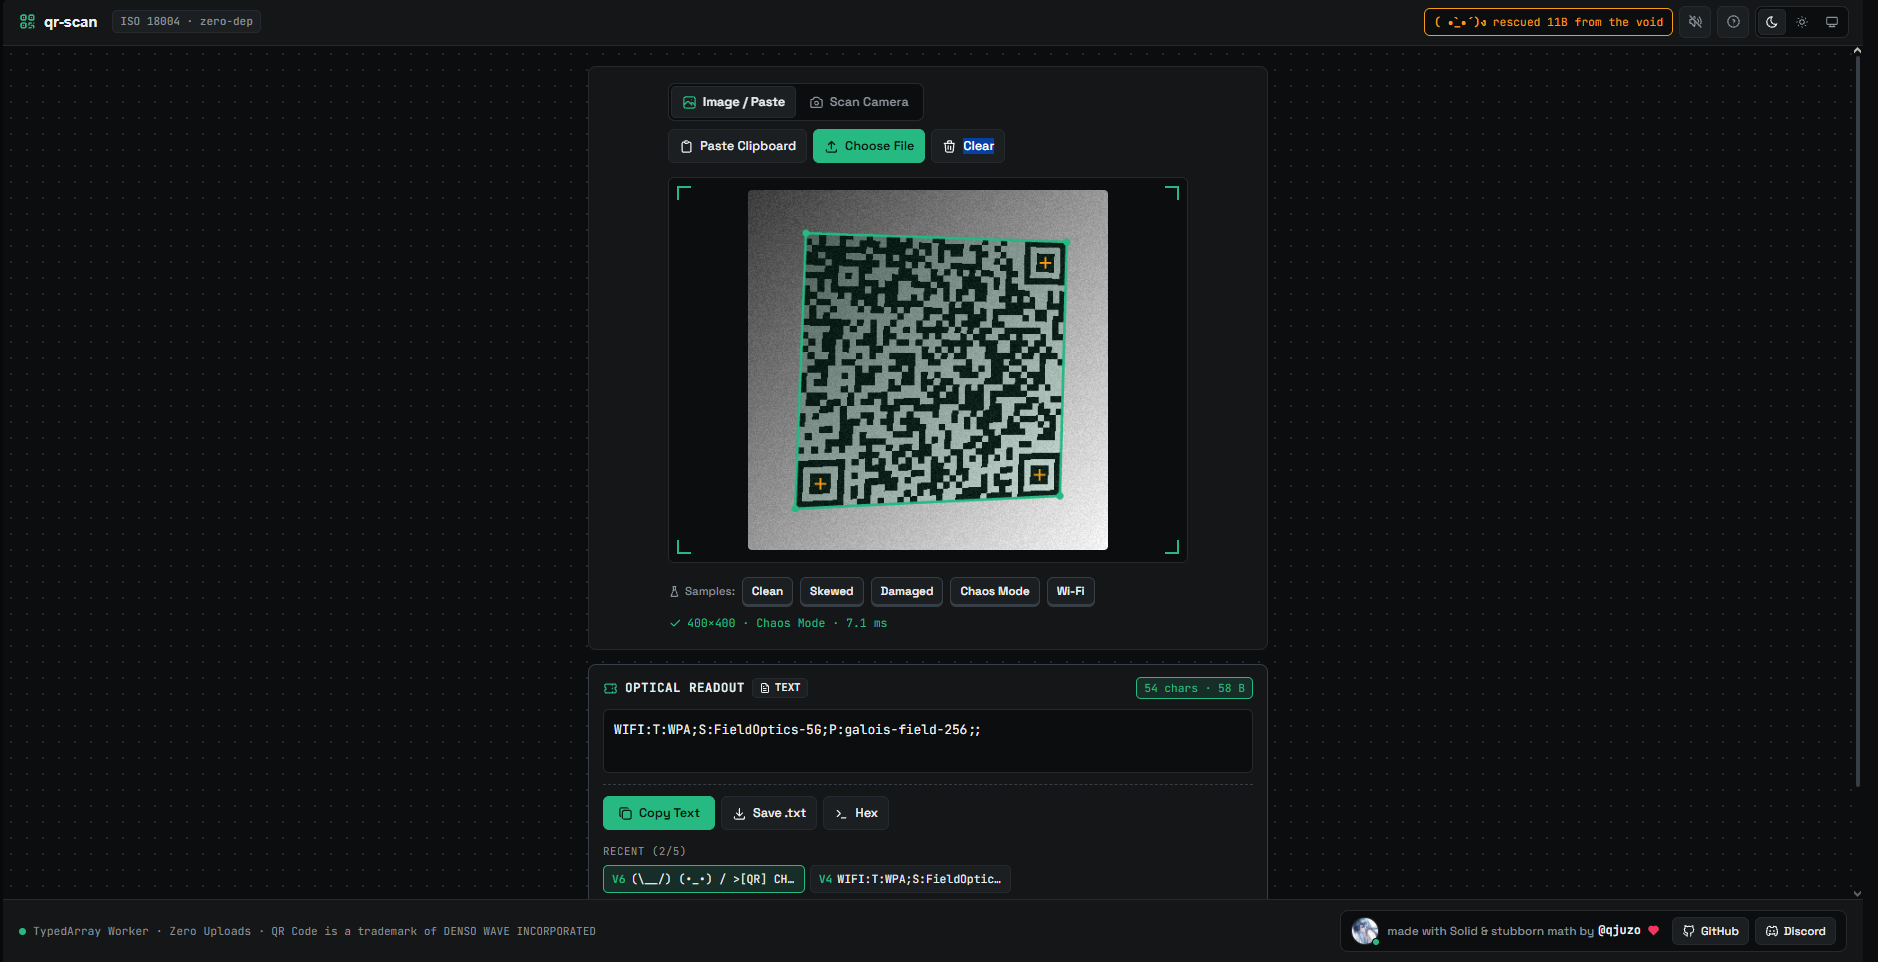 qr-scan ISO 18004 · zero-dep ( •̀ᴗ•́)و rescued 11B from the void
Image / Paste Scan Camera
Paste Clipboard Choose File Clear
Samples: Clean Skewed Damaged Chaos Mode Wi-Fi
400×400 · Chaos Mode · 7.1 ms
OPTICAL READOUT TEXT 54 chars · 58 B
WIFI:T:WPA;S:FieldOptics-5G;P:galois-field-256;;
Copy Text Save .txt >_ Hex
RECENT (2/5)
V6 (\__/) (•_•) / >[QR] CH… V4 WIFI:T:WPA;S:FieldOptic…
TypedArray Worker · Zero Uploads · QR Code is a trademark of DENSO WAVE INCORPORATED
made with Solid & stubborn math by @qjuzo GitHub Discord